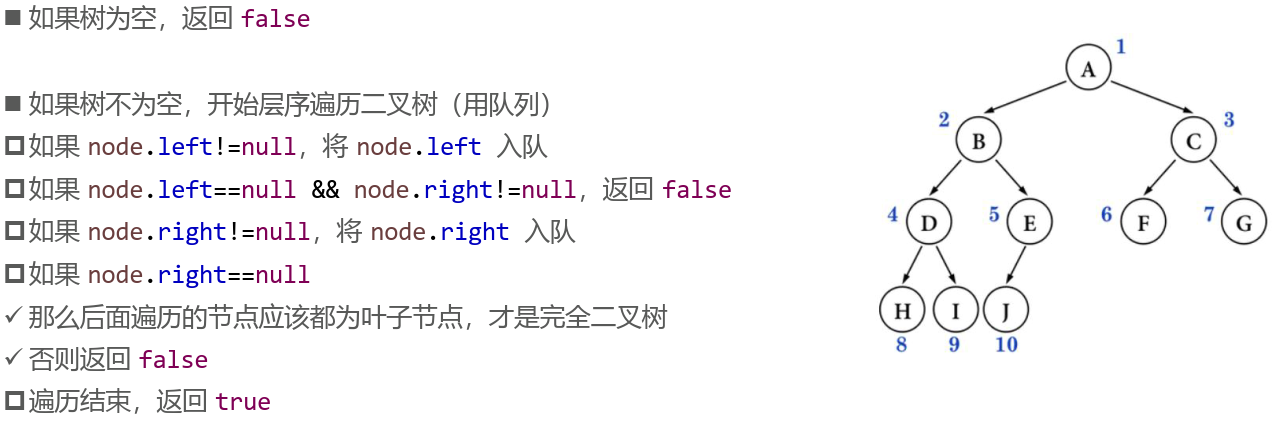 ■ 如果树为空，返回 false
■ 如果树不为空，开始层序遍历二叉树（用队列）
如果 node.left!=null，将 node.left 入队
如果 node.left==null && node.right!=null，返回 false
如果 node.right!=null，将 node.right 入队
如果 node.right==null
✓ 那么后面遍历的节点应该都为叶子节点，才是完全二叉树
✓ 否则返回 false
遍历结束，返回 true
1
A
2
B
3
C
4
D
5
E
6
F
7
G
H
I
J
8
9
10